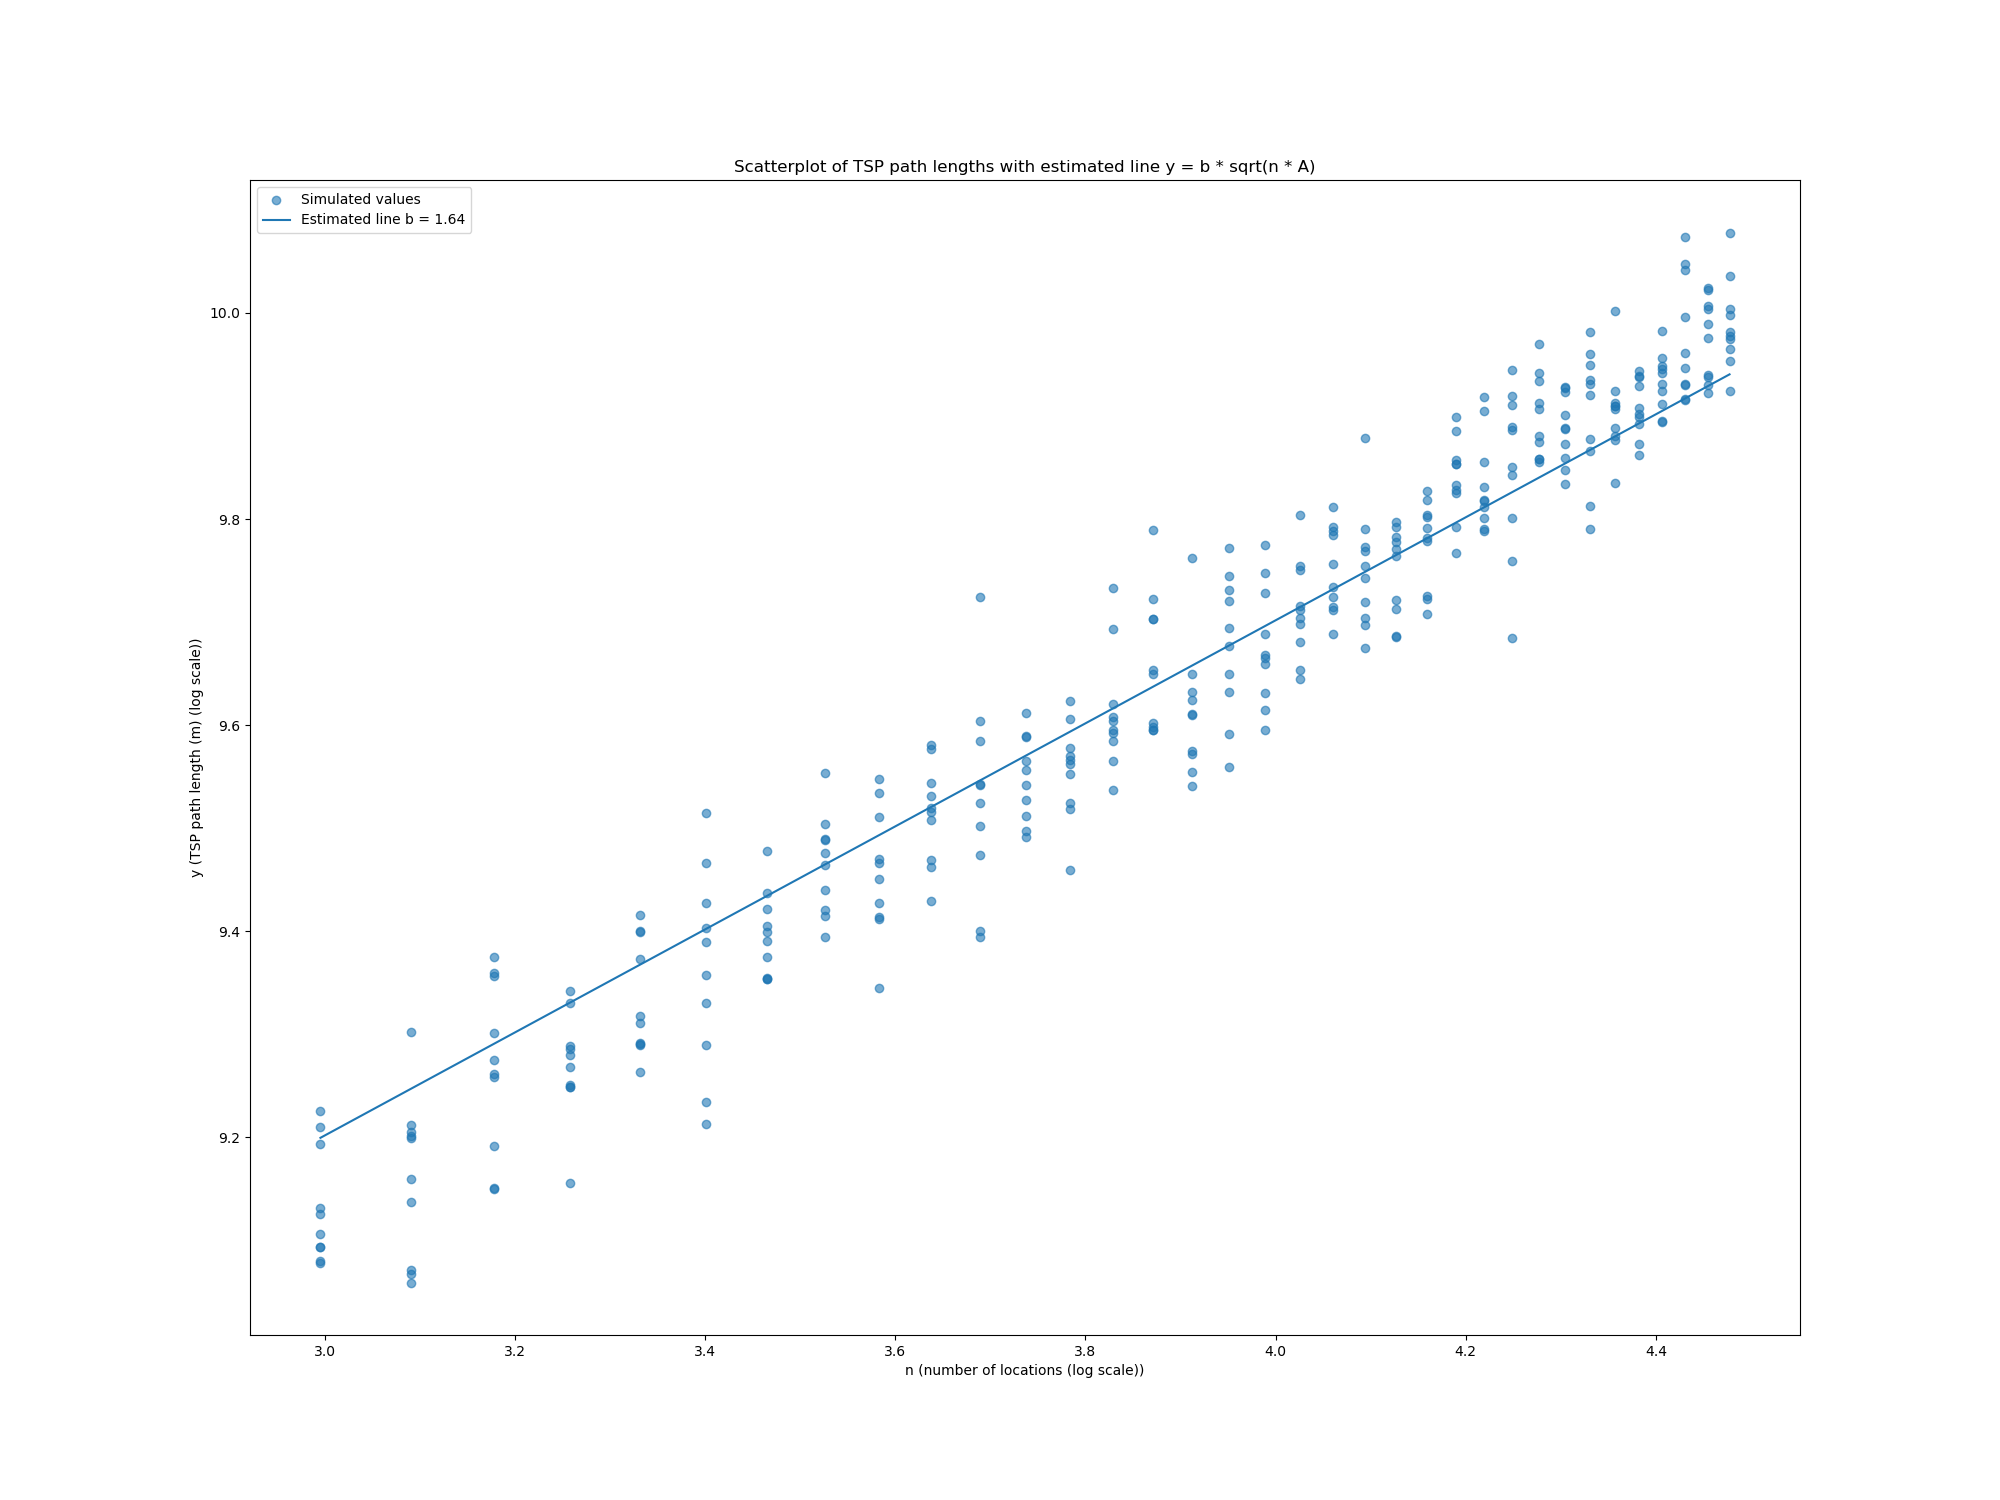 Scatterplot of TSP path lengths with estimated line y = b * sqrt(n * A)
Simulated values
Estimated line b = 1.64
10.0
9.8
9.6
9.4
9.2
y (TSP path length (m) (log scale))
3.0 3.2 3.4 3.6 3.8 4.0 4.2 4.4
n (number of locations (log scale))